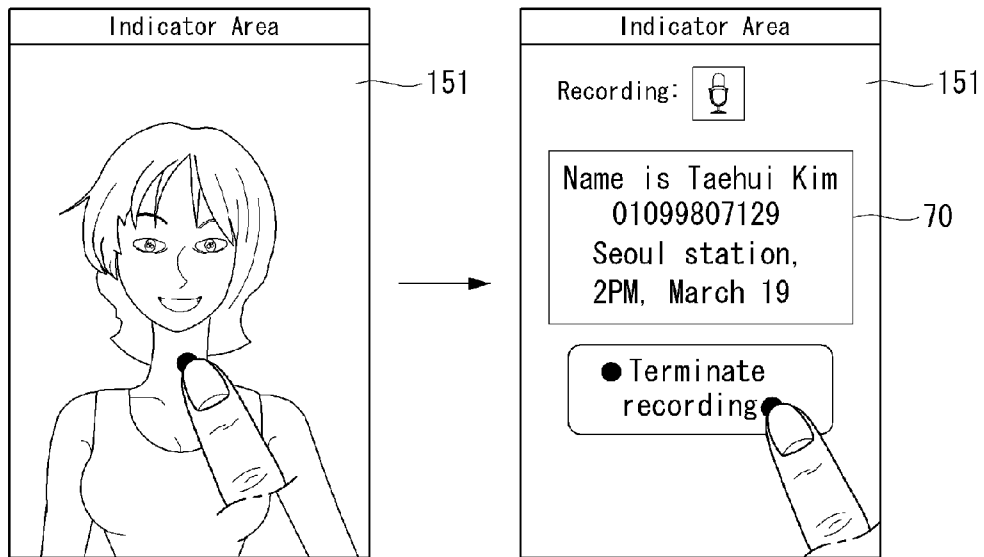 Indicator Area
151
Indicator Area
Recording:
151
Name is Taehui Kim
01099807129
Seoul station,
2PM, March 19
70
Terminate
recording